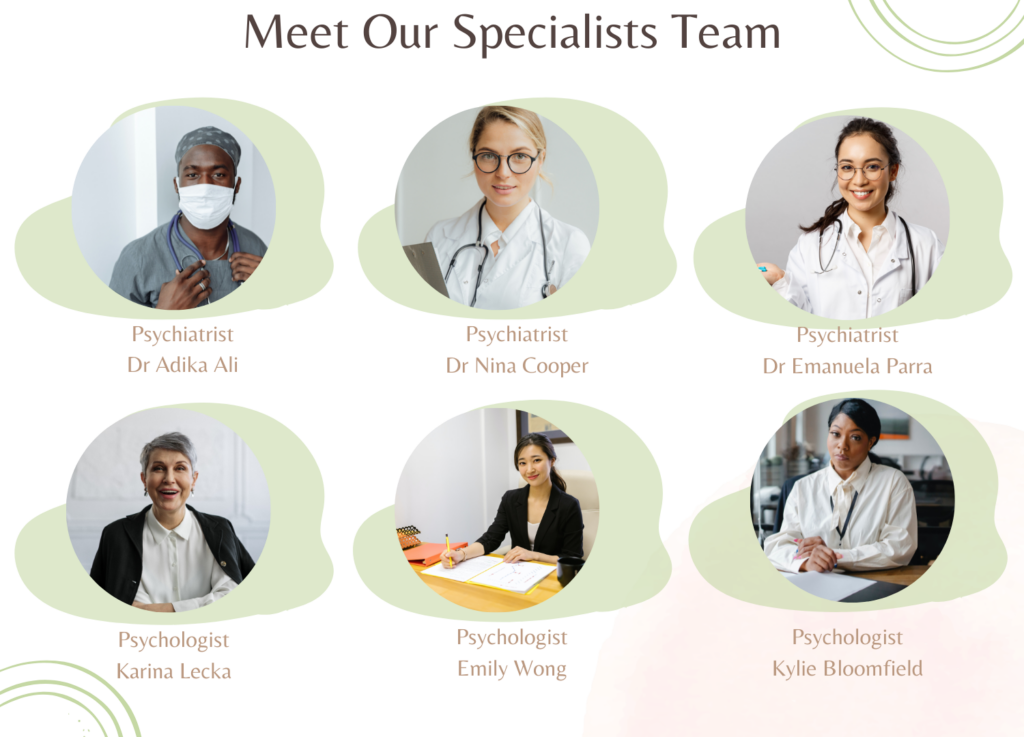 Meet Our Specialists Team
Psychiatrist
Dr Adika Ali
Psychiatrist
Dr Nina Cooper
Psychiatrist
Dr Emanuela Parra
Psychologist
Karina Lecka
Psychologist
Emily Wong
Psychologist
Kylie Bloomfield